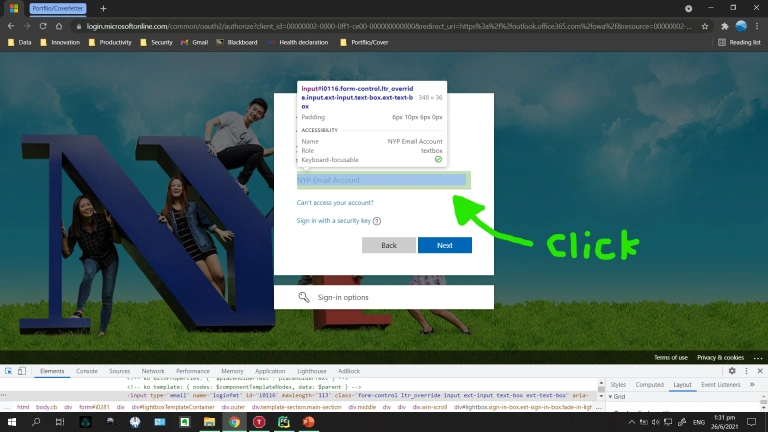 Portflio/Coverletter
login.microsoftonline.com/common/oauth2/authorize?client_id=00000002-0000-0ff1-ce00-000000000000&redirect_uri=https%3a%2f%2foutlook.office365.com%2fowa%2f&resource=00000002-...
Data Innovation Productivity Security Gmail Blackboard Health declaration Portflio/Cover Reading list
input#i0116.form-control.ltr_overrid
e.input.ext-input.text-box.ext-text-b
ox
348 × 36
Padding 6px 10px 6px 0px
ACCESSIBILITY
Name NYP Email Account
Role textbox
Keyboard-focusable
NYP Email Account
Can't access your account?
Sign in with a security key ?
click
Back Next
Sign-in options
Terms of use Privacy & cookies ...
Elements Console Sources Network Performance Memory Application Lighthouse AdBlock
Styles Computed Layout Event Listeners »
<!-- ko template: { nodes: $componentTemplateNodes, data: $parent } -->
<input type="email" name="loginfmt" id="i0116" maxlength="113" class="form-control ltr_override input ext-input text-box ext-text-box" aria-
Grid
html body.cb div form#i0281 div div#lightboxTemplateContainer div.outer div.template-section.main-section div.middle div div.win-scroll div#lightbox.sign-in-box.ext-sign-in-box.fade-in-ligh
ENG
1:31 pm
26/6/2021